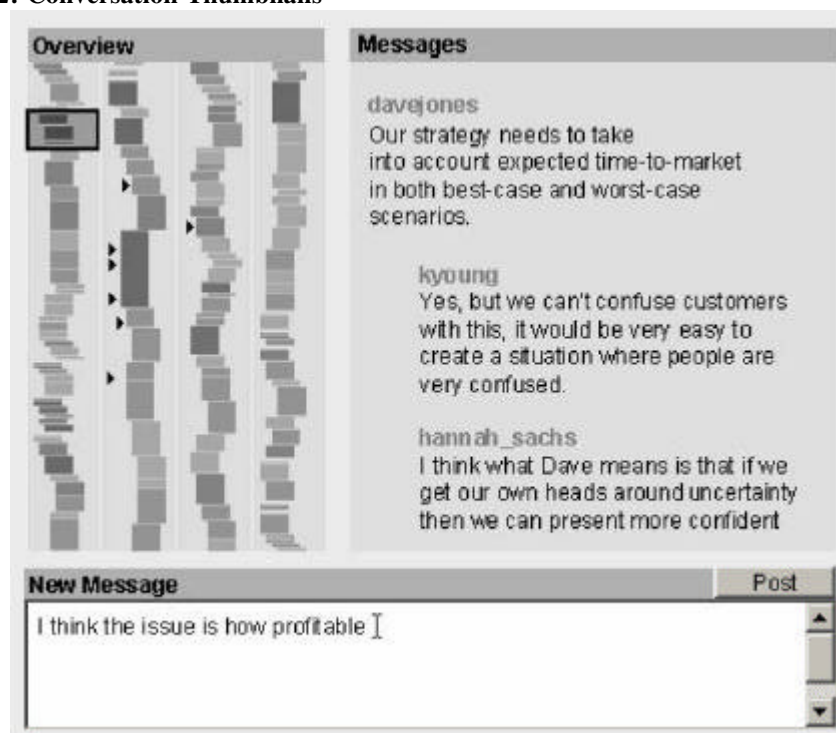 2. Conversation Thumbnails
Overview
Messages
davejones
Our strategy needs to take
into account expected time-to-market
in both best-case and worst-case
scenarios.
kyoung
Yes, but we can't confuse customers
with this, it would be very easy to
create a situation where people are
very confused.
hannah_sachs
I think what Dave means is that if we
get our own heads around uncertainty
then we can present more confident
New Message
Post
I think the issue is how profitable